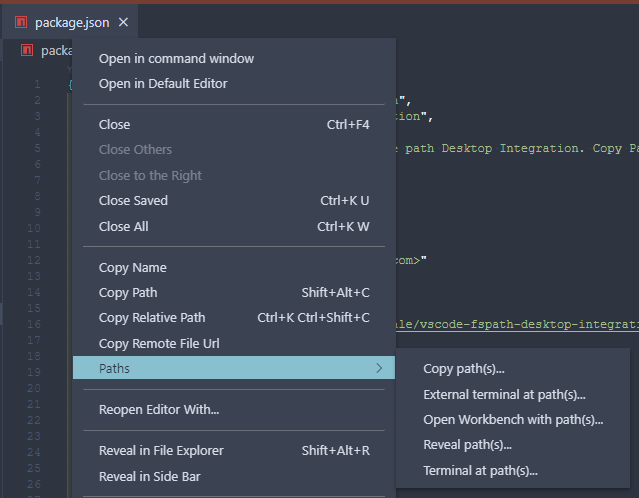 package.json
packa
Open in command window
1
{
Open in Default Editor
2
",
3
tion",
4
Close Ctrl+F4
5
Close Others
e path Desktop Integration. Copy Pa
6
7
Close to the Right
8
Close Saved Ctrl+K U
9
10
Close All Ctrl+K W
11
12
com>"
Copy Name
13
14
Copy Path Shift+Alt+C
15
16
Copy Relative Path Ctrl+K Ctrl+Shift+C
ale/vscode-fspath-desktop-integrati
17
Copy Remote File Url
18
19
Paths
Copy path(s)...
20
External terminal at path(s)...
21
Reopen Editor With...
Open Workbench with path(s)...
22
23
Reveal in File Explorer Shift+Alt+R
Reveal path(s)...
24
25
Reveal in Side Bar
Terminal at path(s)...
26